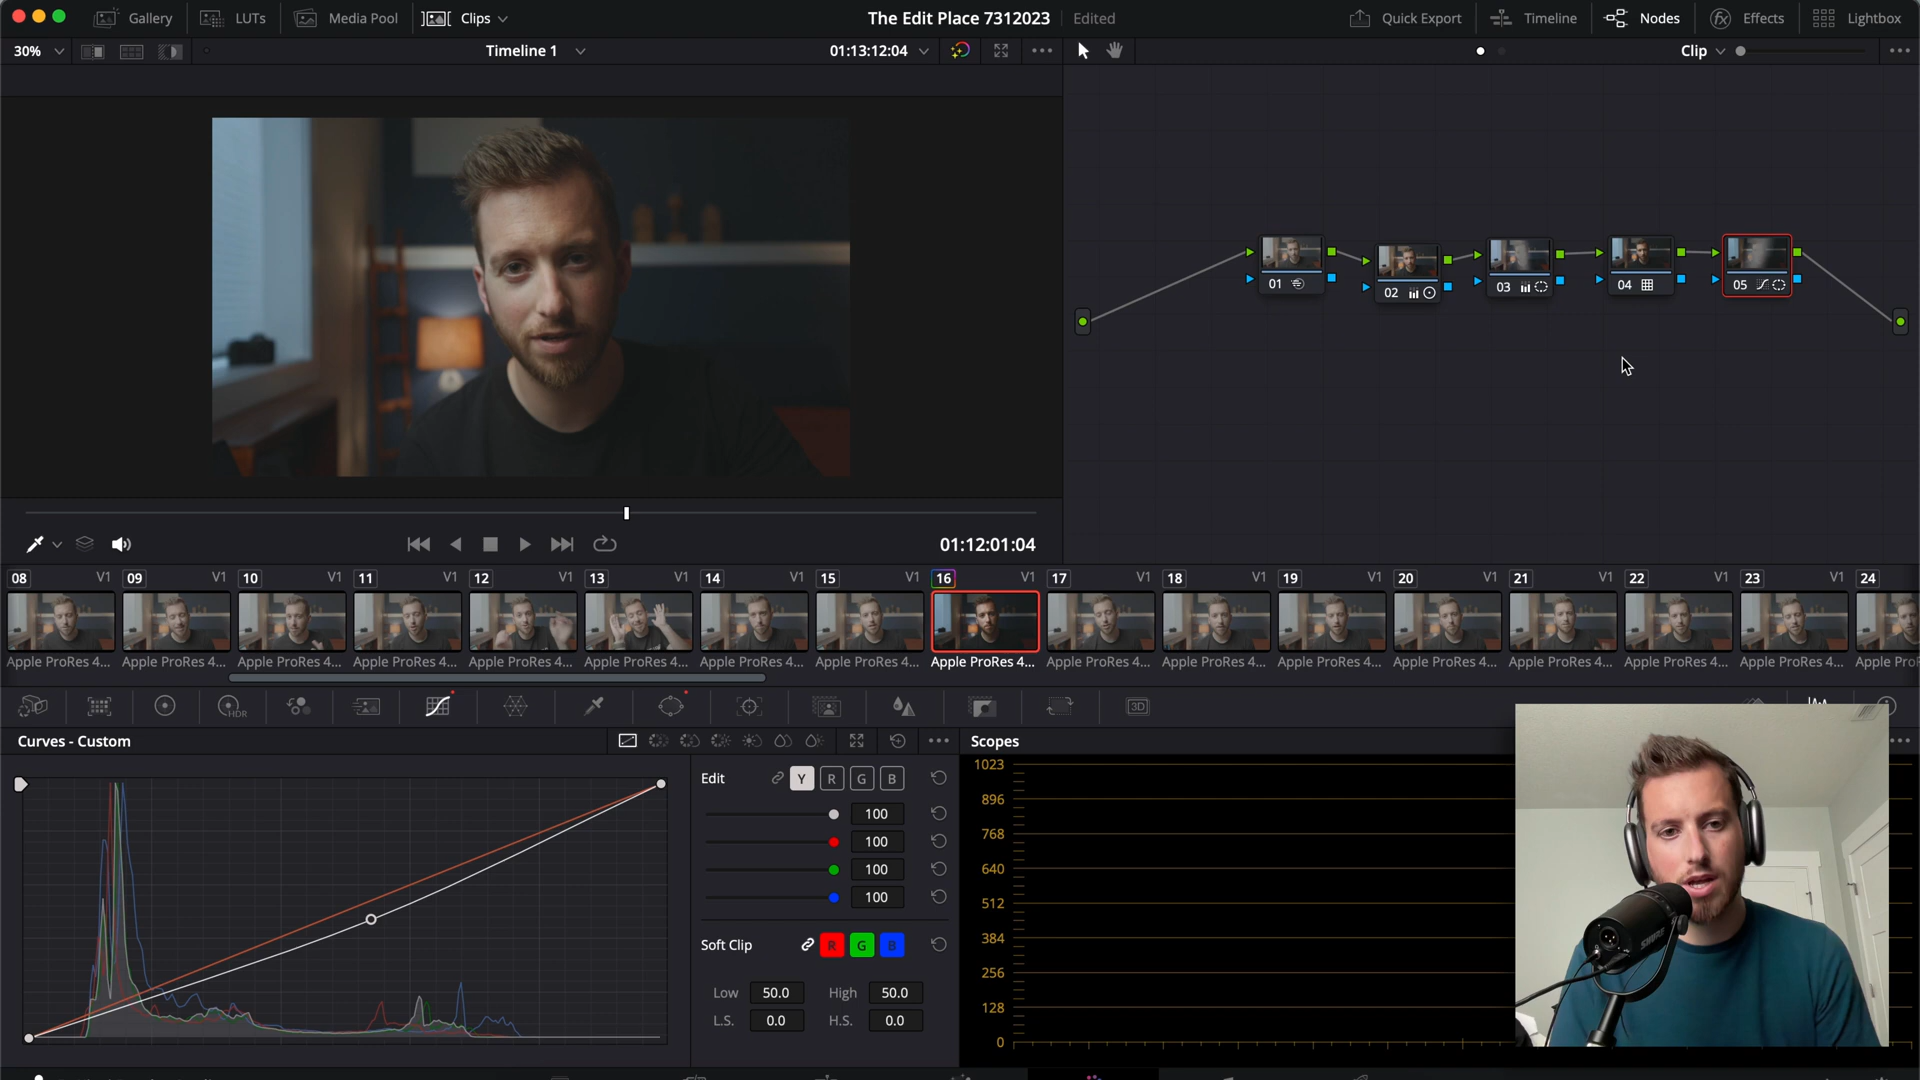 Gallery LUTs Media Pool Clips The Edit Place 7312023 Edited Quick Export Timeline Nodes Effects Lightbox
30% Timeline 1 01:13:12:04 Clip
01 02 03 04 05
01:12:01:04
08 V1 09 V1 10 V1 11 V1 12 V1 13 V1 14 V1 15 V1 16 V1 17 V1 18 V1 19 V1 20 V1 21 V1 22 V1 23 V1 24
Apple ProRes 4... Apple ProRes 4... Apple ProRes 4... Apple ProRes 4... Apple ProRes 4... Apple ProRes 4... Apple ProRes 4... Apple ProRes 4... Apple ProRes 4... Apple ProRes 4... Apple ProRes 4... Apple ProRes 4... Apple ProRes 4... Apple ProRes 4... Apple ProRes 4... Apple ProRes 4... Apple Pro
HDR 3D
Curves - Custom Scopes
Edit Y R G B
100
100
100
100
Soft Clip R G B
Low 50.0 High 50.0
L.S. 0.0 H.S. 0.0
1023
896
768
640
512
384
256
128
0
SHURE